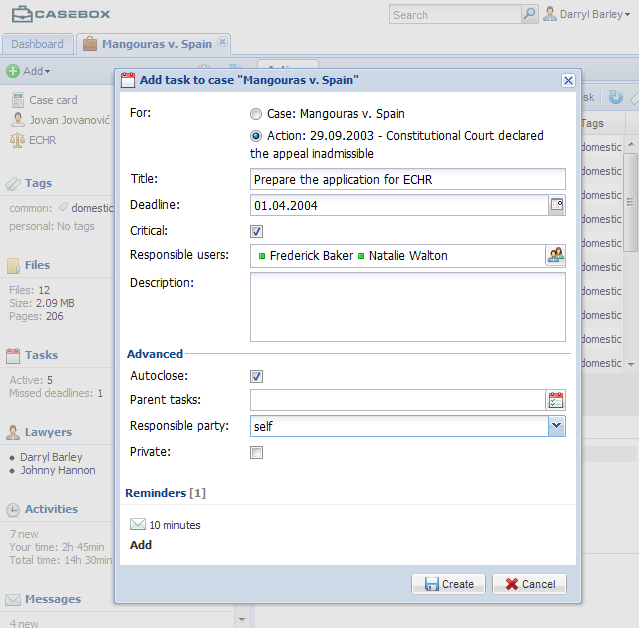 CASEBOX
Search
Darryl Barley
Dashboard
Mangouras v. Spain
Add
Case card
Jovan Jovanović
ECHR
Tags
common: domestic
personal: No tags
Files
Files: 12
Size: 2.09 MB
Pages: 206
Tasks
Active: 5
Missed deadlines: 1
Lawyers
Darryl Barley
Johnny Hannon
Activities
7 new
Your time: 2h 45min
Total time: 14h 30min
Messages
4 new
Add task to case "Mangouras v. Spain"
For:
Case: Mangouras v. Spain
Action: 29.09.2003 - Constitutional Court declared
the appeal inadmissible
Title:
Prepare the application for ECHR
Deadline:
01.04.2004
Critical:
Responsible users:
Frederick Baker Natalie Walton
Description:
Advanced
Autoclose:
Parent tasks:
Responsible party:
self
Private:
Reminders [1]
10 minutes
Add
Create
Cancel
Tags
domestic
domestic
domestic
domestic
domestic
domestic
domestic
domestic
domestic
domestic